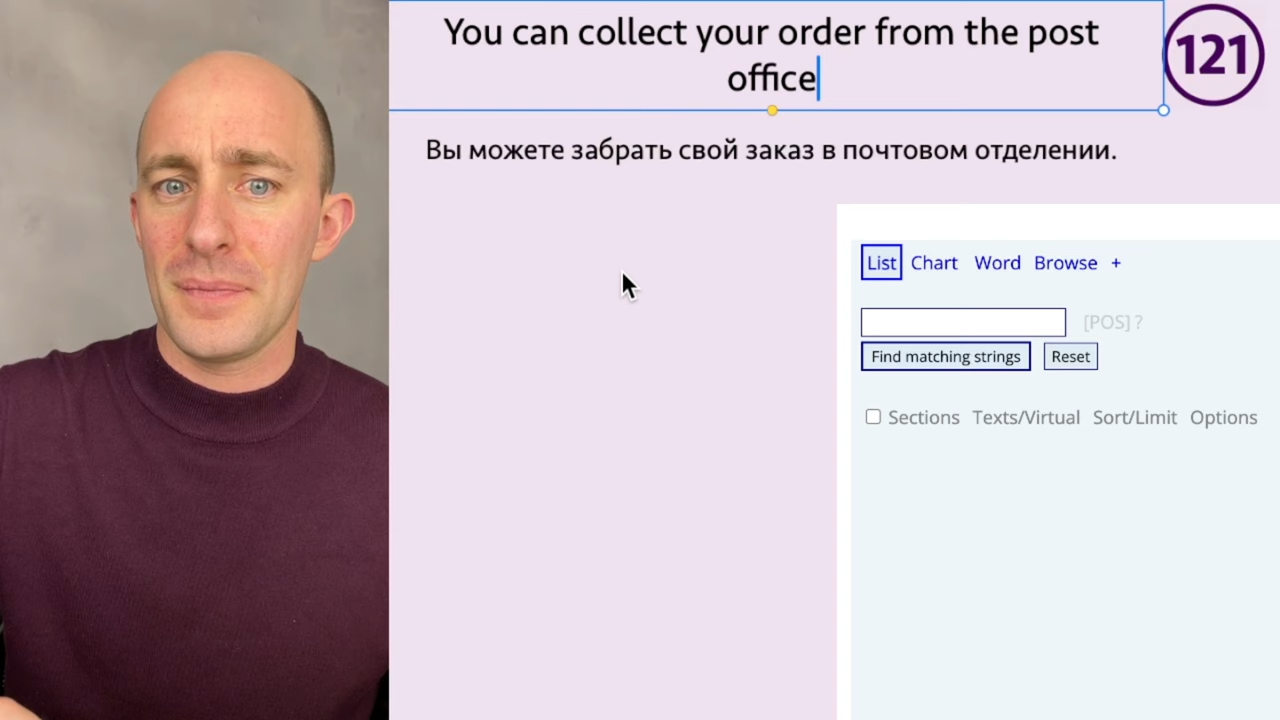 You can collect your order from the post
office
121
Вы можете забрать свой заказ в почтовом отделении.
List Chart Word Browse +
[POS] ?
Find matching strings Reset
Sections Texts/Virtual Sort/Limit Options